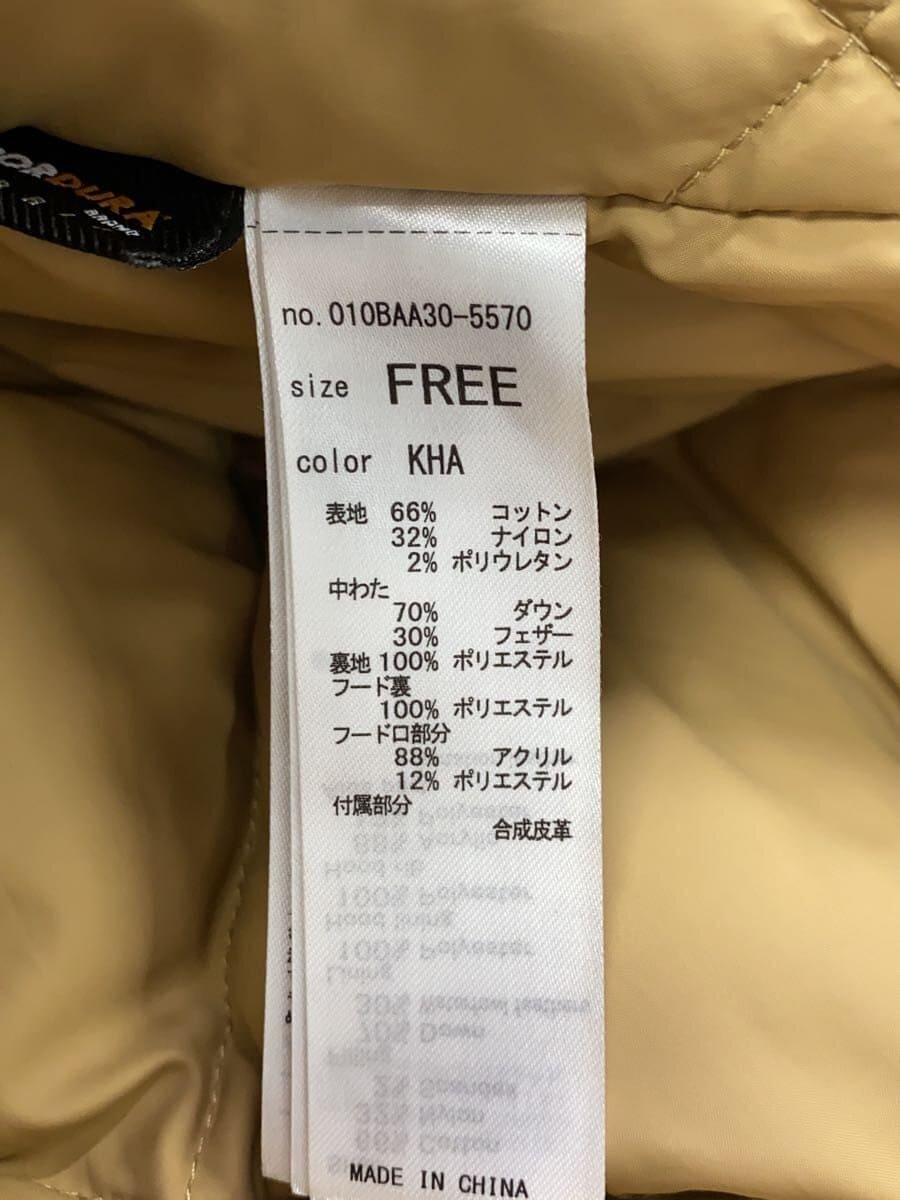 CORDURA
BRAND
no. 010BAA30-5570
size FREE
color KHA
表地 66% コットン
32% ナイロン
2% ポリウレタン
中わた
70% ダウン
30% フェザー
裏地 100% ポリエステル
フード裏
100% ポリエステル
フード口部分
88% アクリル
12% ポリエステル
付属部分
合成皮革
MADE IN CHINA